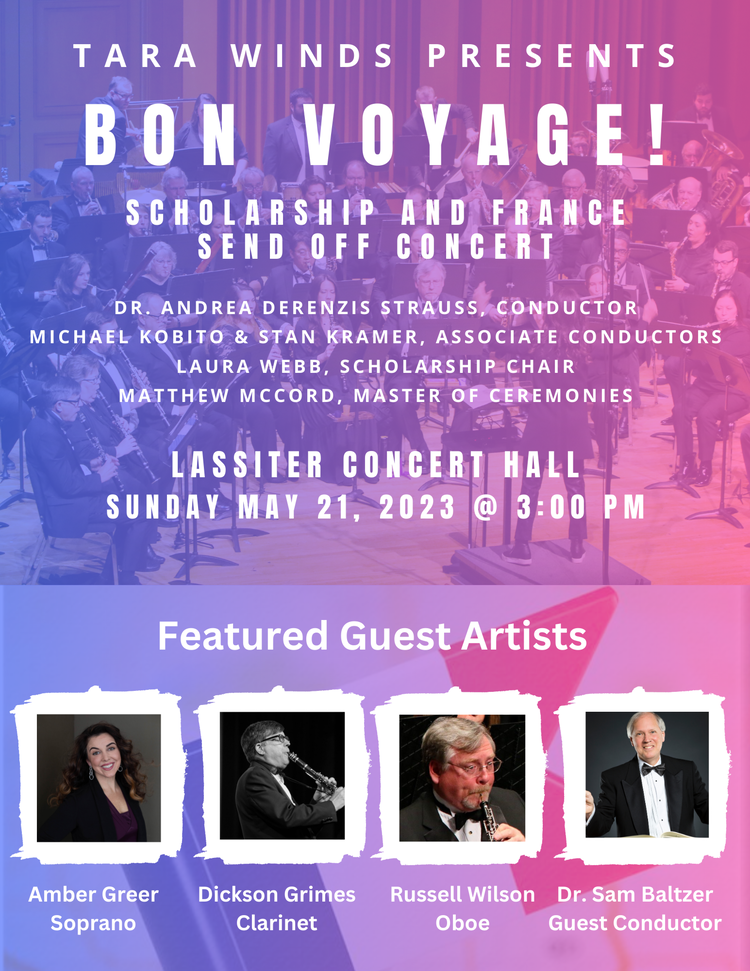 TARA WINDS PRESENTS
BON VOYAGE!
SCHOLARSHIP AND FRANCE
SEND OFF CONCERT
DR. ANDREA DERENZIS STRAUSS, CONDUCTOR
MICHAEL KOBITO & STAN KRAMER, ASSOCIATE CONDUCTORS
LAURA WEBB, SCHOLARSHIP CHAIR
MATTHEW MCCORD, MASTER OF CEREMONIES
LASSITER CONCERT HALL
SUNDAY MAY 21, 2023 @ 3:00 PM
Featured Guest Artists
Amber Greer
Soprano
Dickson Grimes
Clarinet
Russell Wilson
Oboe
Dr. Sam Baltzer
Guest Conductor